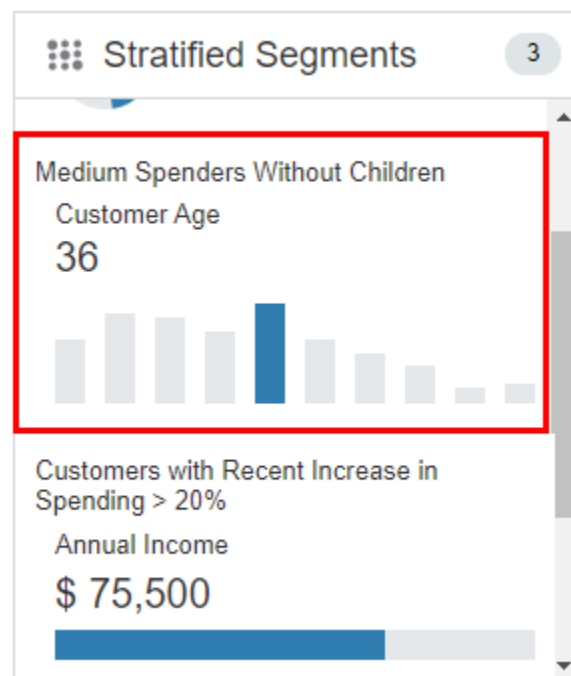 Stratified Segments 3
Medium Spenders Without Children
Customer Age
36
Customers with Recent Increase in
Spending > 20%
Annual Income
$ 75,500